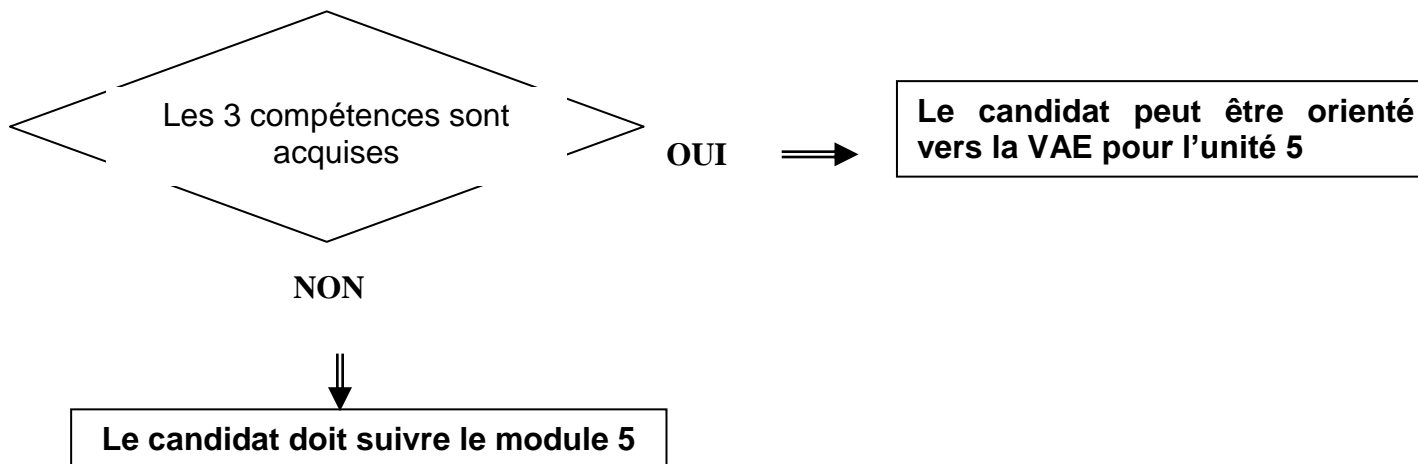 Les 3 compétences sont
acquises
OUI
Le candidat peut être orienté
vers la VAE pour l’unité 5
NON
Le candidat doit suivre le module 5